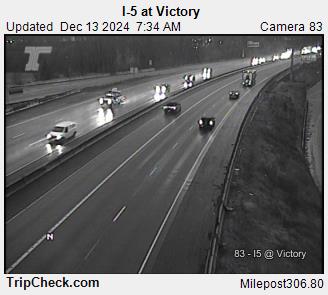 I-5 at Victory
Updated  Dec 13 2024  7:34 AM
Camera 83
T
N
83 - I5 @ Victory
TripCheck.com
Milepost306.80